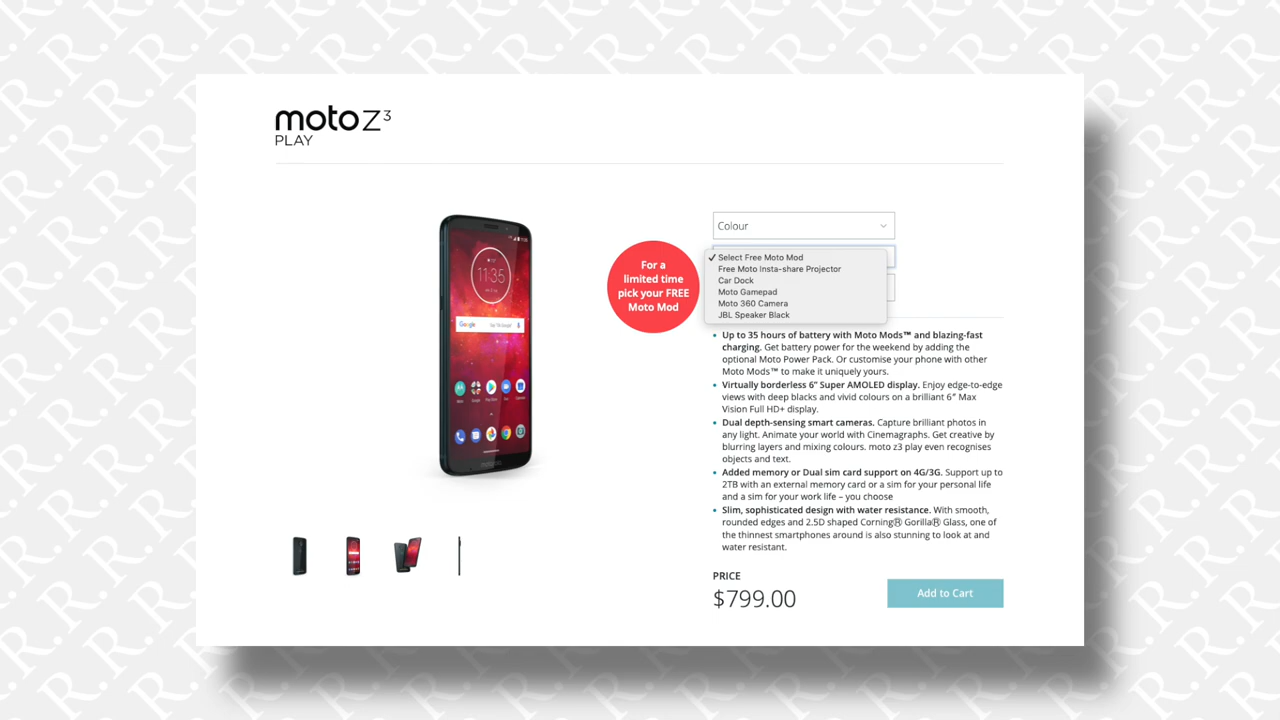 moto z³
PLAY
Colour
For a
limited time
pick your FREE
Moto Mod
✓ Select Free Moto Mod
Free Moto Insta-share Projector
Car Dock
Moto Gamepad
Moto 360 Camera
JBL Speaker Black
11:35
Google
• Up to 35 hours of battery with Moto Mods™ and blazing-fast
charging. Get battery power for the weekend by adding the
optional Moto Power Pack. Or customise your phone with other
Moto Mods™ to make it uniquely yours.
• Virtually borderless 6” Super AMOLED display. Enjoy edge-to-edge
views with deep blacks and vivid colours on a brilliant 6” Max
Vision Full HD+ display.
• Dual depth-sensing smart cameras. Capture brilliant photos in
any light. Animate your world with Cinemagraphs. Get creative by
blurring layers and mixing colours. moto z3 play even recognises
objects and text.
• Added memory or Dual sim card support on 4G/3G. Support up to
2TB with an external memory card or a sim for your personal life
and a sim for your work life – you choose
• Slim, sophisticated design with water resistance. With smooth,
rounded edges and 2.5D shaped Corning® Gorilla® Glass, one of
the thinnest smartphones around is also stunning to look at and
water resistant.
PRICE
$799.00
Add to Cart